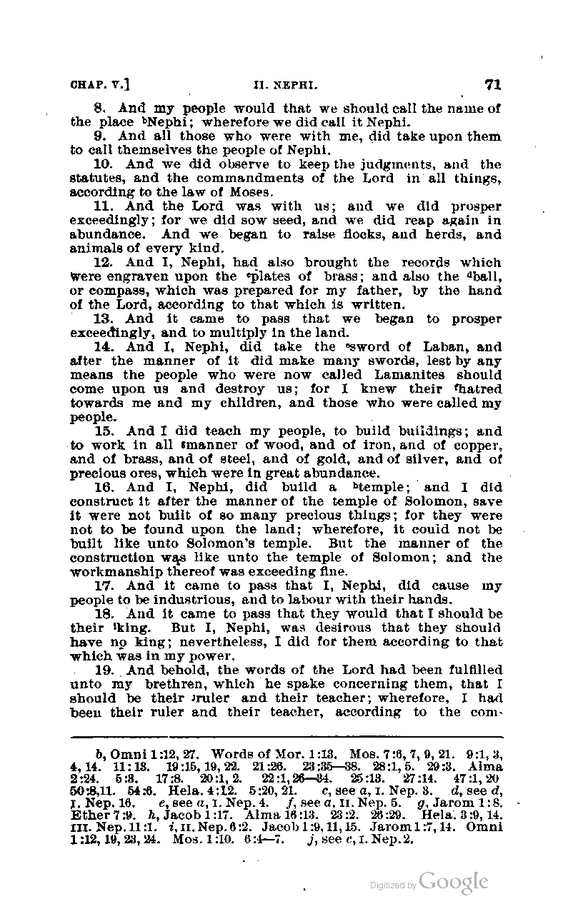 CHAP. V.] II. NEPHI. 71
8. And my people would that we should call the name of
the place bNephi; wherefore we did call it Nephi.
9. And all those who were with me, did take upon them
to call themselves the people of Nephi.
10. And we did observe to keep the judgments, and the
statutes, and the commandments of the Lord in all things,
according to the law of Moses.
11. And the Lord was with us; and we did prosper
exceedingly; for we did sow seed, and we did reap again in
abundance. And we began to raise flocks, and herds, and
animals of every kind.
12. And I, Nephi, had also brought the records which
were engraven upon the cplates of brass; and also the dball,
or compass, which was prepared for my father, by the hand
of the Lord, according to that which is written.
13. And it came to pass that we began to prosper
exceedingly, and to multiply in the land.
14. And I, Nephi, did take the esword of Laban, and
after the manner of it did make many swords, lest by any
means the people who were now called Lamanites should
come upon us and destroy us; for I knew their fhatred
towards me and my children, and those who were called my
people.
15. And I did teach my people, to build buildings; and
to work in all gmanner of wood, and of iron, and of copper,
and of brass, and of steel, and of gold, and of silver, and of
precious ores, which were in great abundance.
16. And I, Nephi, did build a htemple; and I did
construct it after the manner of the temple of Solomon, save
it were not built of so many precious things; for they were
not to be found upon the land; wherefore, it could not be
built like unto Solomon's temple. But the manner of the
construction was like unto the temple of Solomon; and the
workmanship thereof was exceeding fine.
17. And it came to pass that I, Nephi, did cause my
people to be industrious, and to labour with their hands.
18. And it came to pass that they would that I should be
their iking. But I, Nephi, was desirous that they should
have no king; nevertheless, I did for them according to that
which was in my power.
19. And behold, the words of the Lord had been fulfilled
unto my brethren, which he spake concerning them, that I
should be their jruler and their teacher; wherefore, I had
been their ruler and their teacher, according to the com-
b, Omni 1:12, 27. Words of Mor. 1:13. Mos. 7:6, 7, 9, 21. 9:1, 3,
4, 14. 11:13. 19:15, 19, 22. 21:26. 23:35—38. 28:1, 5. 29:3. Alma
2:24. 5:3. 17:8. 20:1, 2. 22:1, 26—34. 25:13. 27:14. 47:1, 20
50:8, 11. 54:6. Hela. 4:12. 5:20, 21. c, see a, I. Nep. 3. d, see d,
I. Nep. 16. e, see a, I. Nep. 4. f, see a, II. Nep. 5. g, Jarom 1:8.
Ether 7:9. h, Jacob 1:17. Alma 16:13. 23:2. 26:29. Hela. 3:9, 14.
III. Nep. 11:1. i, II. Nep. 6:2. Jacob 1:9, 11, 15. Jarom 1:7, 14. Omni
1:12, 19, 23, 24. Mos. 1:10. 6:4—7. j, see c, I. Nep. 2.
Digitized by Google